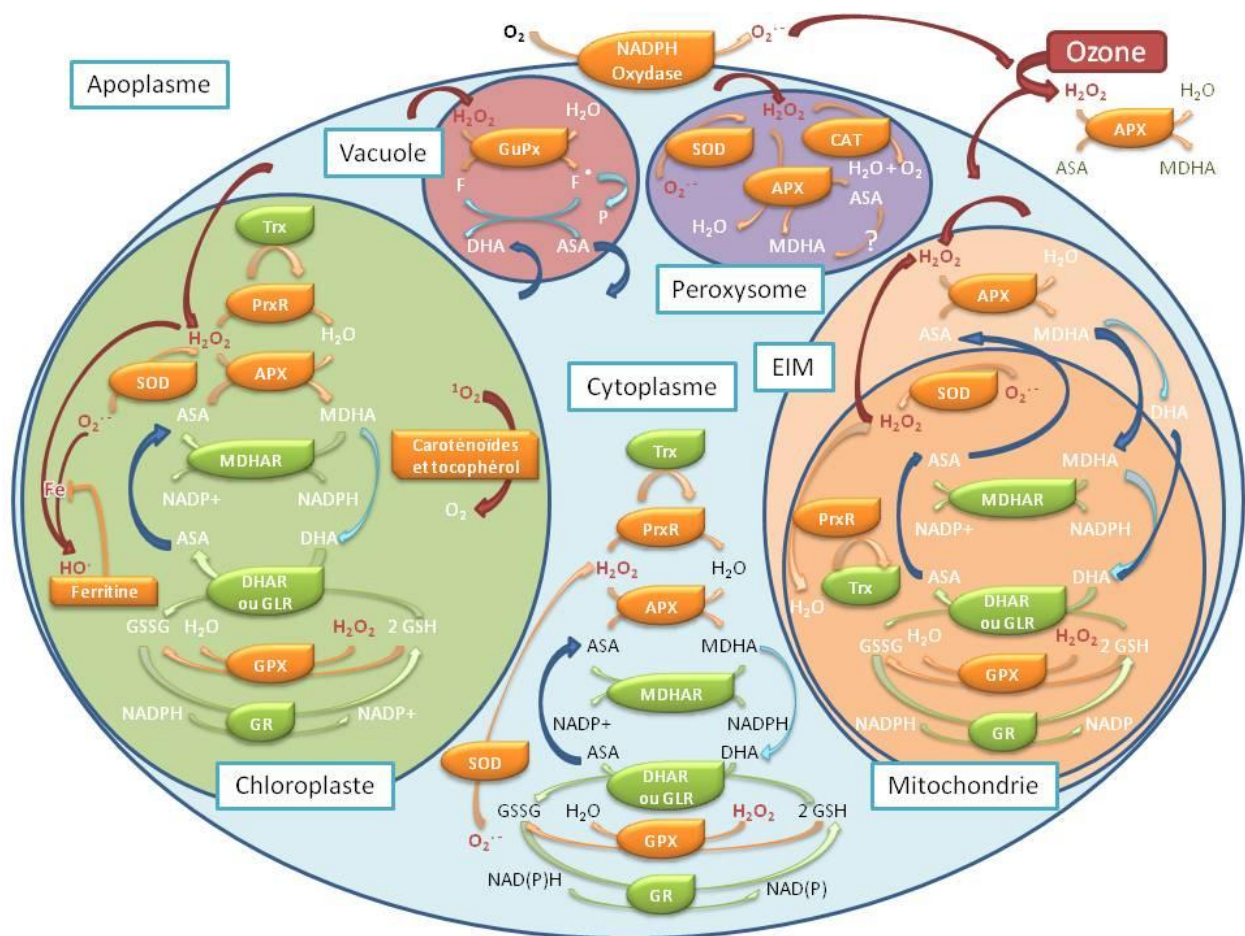 O₂
NADPH
Oxydase
O₂·⁻
Ozone
Apoplasme
H₂O₂
H₂O
APX
ASA
MDHA
Vacuole
H₂O₂
H₂O
GuPx
F
F•
P
DHA
ASA
H₂O₂
SOD
CAT
O₂·⁻
APX
H₂O + O₂
ASA
H₂O
MDHA
?
Peroxysome
Trx
PrxR
H₂O₂
H₂O
SOD
APX
O₂·⁻
ASA
MDHA
MDHAR
NADP+
NADPH
Fe
ASA
DHA
HO·
Ferritine
DHAR
ou GLR
GSSG
H₂O
H₂O₂
2 GSH
GPX
NADPH
NADP+
GR
Chloroplaste
¹O₂
Caroténoïdes
et tocophérol
O₂
Cytoplasme
Trx
PrxR
H₂O₂
H₂O
APX
ASA
MDHA
MDHAR
NADP+
NADPH
ASA
DHA
SOD
DHAR
ou GLR
O₂·⁻
GSSG
H₂O
H₂O₂
2 GSH
GPX
NAD(P)H
NAD(P)
GR
EIM
H₂O₂
H₂O
APX
ASA
MDHA
SOD
O₂·⁻
H₂O₂
DHA
ASA
MDHA
MDHAR
NADP+
NADPH
PrxR
Trx
H₂O
ASA
DHA
DHAR
ou GLR
GSSG
H₂O
H₂O₂
2 GSH
GPX
NADPH
NADP
GR
Mitochondrie